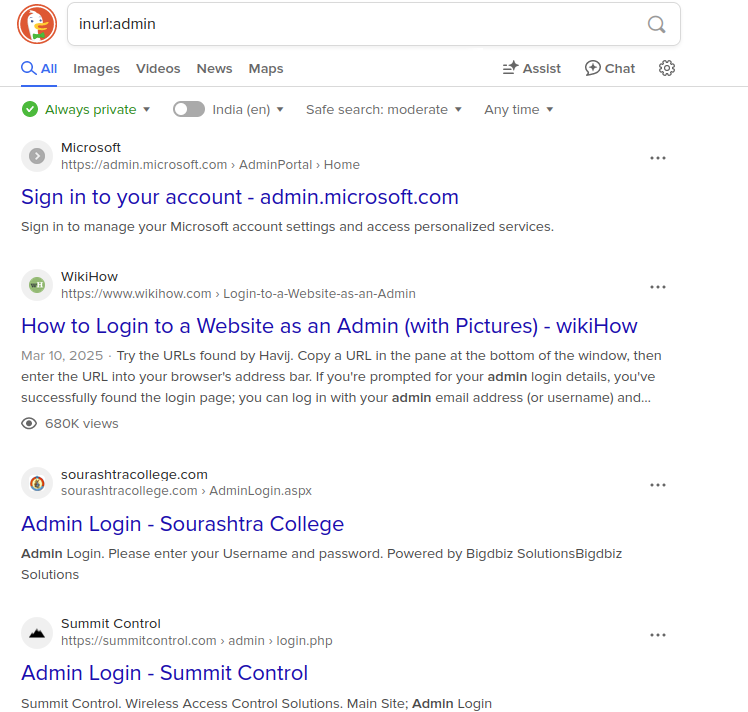 inurl:admin
All Images Videos News Maps Assist Chat
Always private India (en) Safe search: moderate Any time
Microsoft
https://admin.microsoft.com › AdminPortal › Home
Sign in to your account - admin.microsoft.com
Sign in to manage your Microsoft account settings and access personalized services.
WikiHow
https://www.wikihow.com › Login-to-a-Website-as-an-Admin
How to Login to a Website as an Admin (with Pictures) - wikiHow
Mar 10, 2025 · Try the URLs found by Havij. Copy a URL in the pane at the bottom of the window, then
enter the URL into your browser's address bar. If you're prompted for your admin login details, you've
successfully found the login page; you can log in with your admin email address (or username) and...
680K views
sourashtracollege.com
sourashtracollege.com › AdminLogin.aspx
Admin Login - Sourashtra College
Admin Login. Please enter your Username and password. Powered by Bigdbiz SolutionsBigdbiz
Solutions
Summit Control
https://summitcontrol.com › admin › login.php
Admin Login - Summit Control
Summit Control. Wireless Access Control Solutions. Main Site; Admin Login